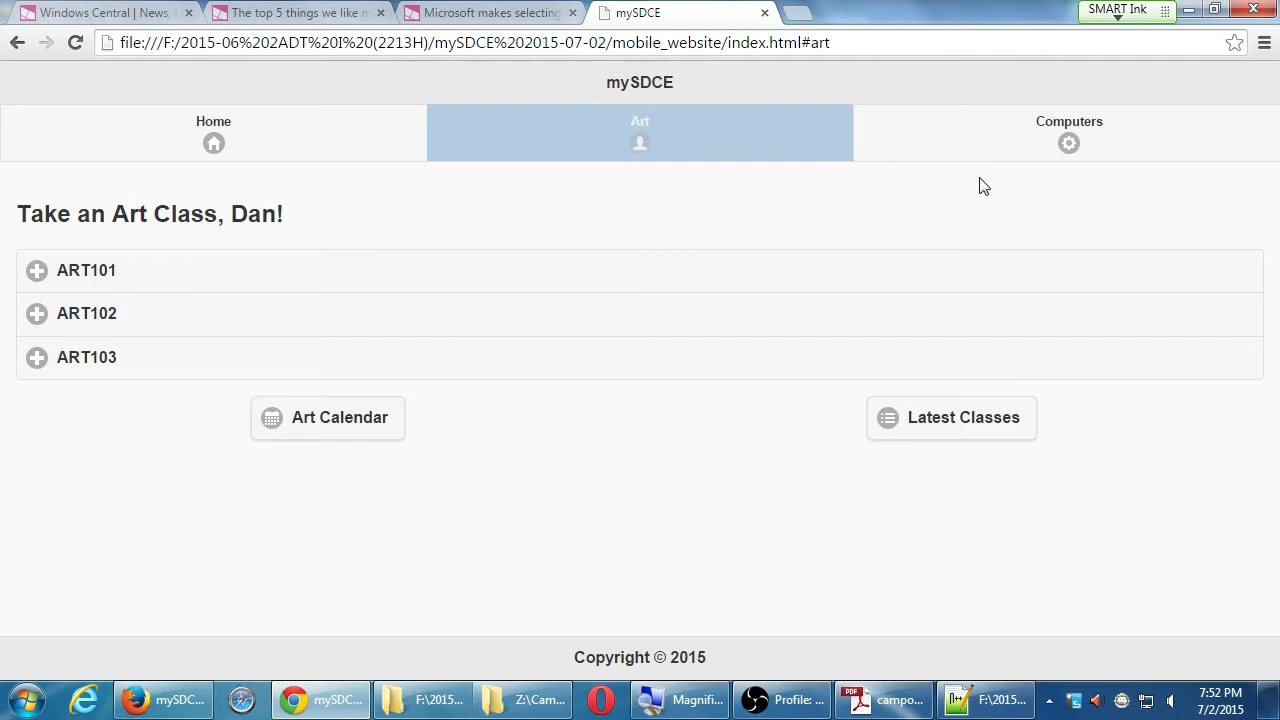 Windows Central | News, 
The top 5 things we like m
Microsoft makes selecting
mySDCE
SMART Ink
file:///F:/2015-06%202ADT%20I%20(2213H)/mySDCE%202015-07-02/mobile_website/index.html#art
mySDCE
Home
Art
Computers
Take an Art Class, Dan!
ART101
ART102
ART103
Art Calendar
Latest Classes
Copyright © 2015
mySDC...
mySDC...
F:\2015...
Z:\Cam...
Magnifi...
Profile: ...
PDF
campo...
F:\2015...
7:52 PM
7/2/2015